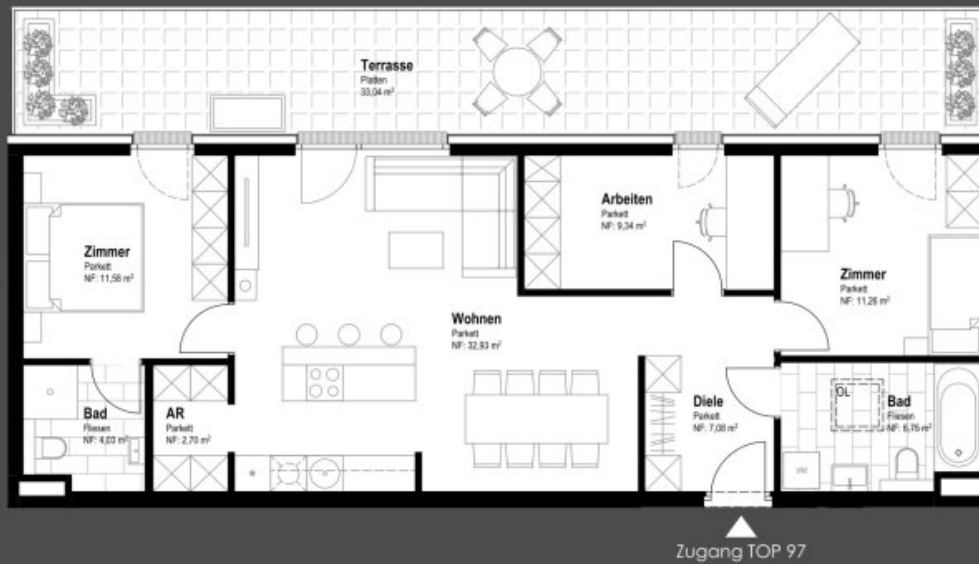 Terrasse
Platten
33,04 m²
Zimmer
Parkett
NF: 11,58 m²
Arbeiten
Parkett
NF: 9,34 m²
Zimmer
Parkett
NF: 11,26 m²
Wohnen
Parkett
NF: 32,93 m²
Bad
Fliesen
NF: 4,03 m²
AR
Parkett
NF: 2,70 m²
Diele
Parkett
NF: 7,08 m²
OL
Bad
Fliesen
NF: 6,75 m²
WM
Zugang TOP 97